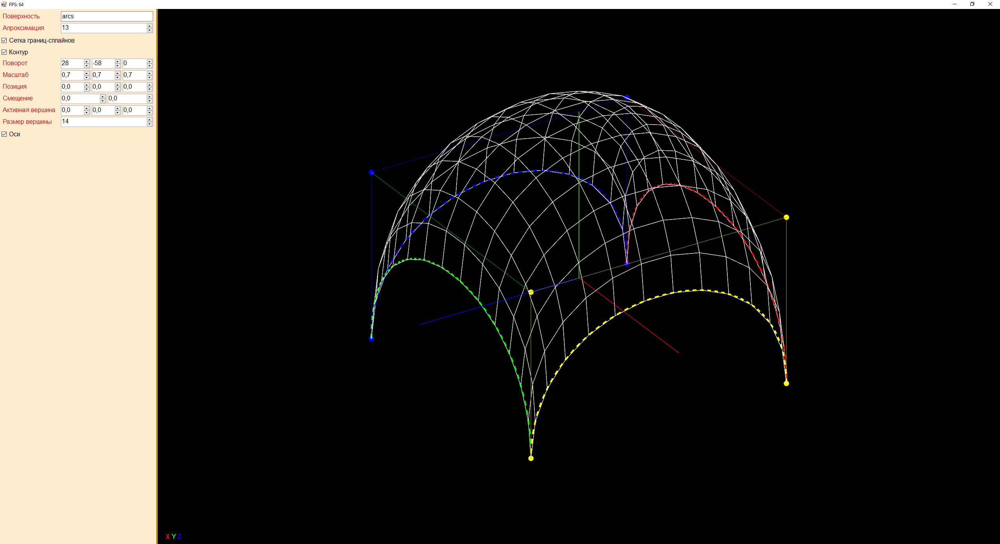 FPS: 64
Поверхность arcs
Апроксимация 13
Сетка границ-сплайнов
Контур
Поворот 28 -58 0
Масштаб 0,7 0,7 0,7
Позиция 0,0 0,0 0,0
Смещение 0,0 0,0
Активная вершина 0,0 0,0 0,0
Размер вершины 14
Оси
X Y Z